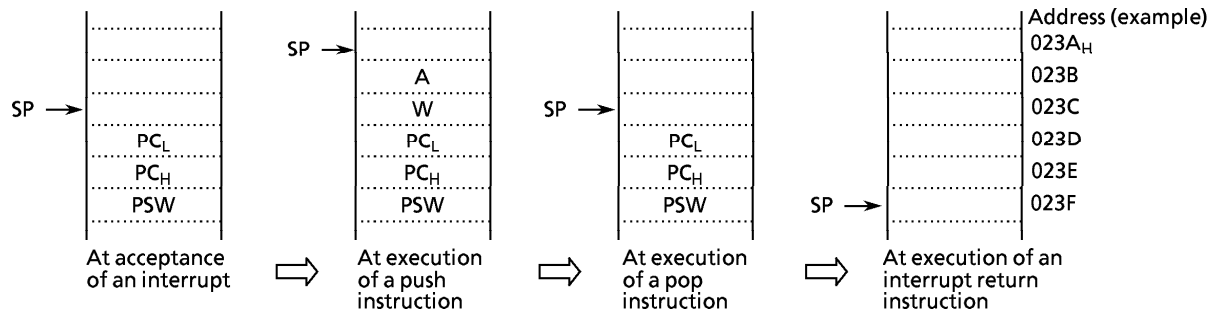 Address (example)
023AH
SP
A
023B
SP
W
SP
023C
PCL
PCL
PCL
023D
PCH
PCH
PCH
023E
PSW
PSW
PSW
SP
023F
At acceptance
of an interrupt
At execution
of a push
instruction
At execution
of a pop
instruction
At execution of an
interrupt return
instruction